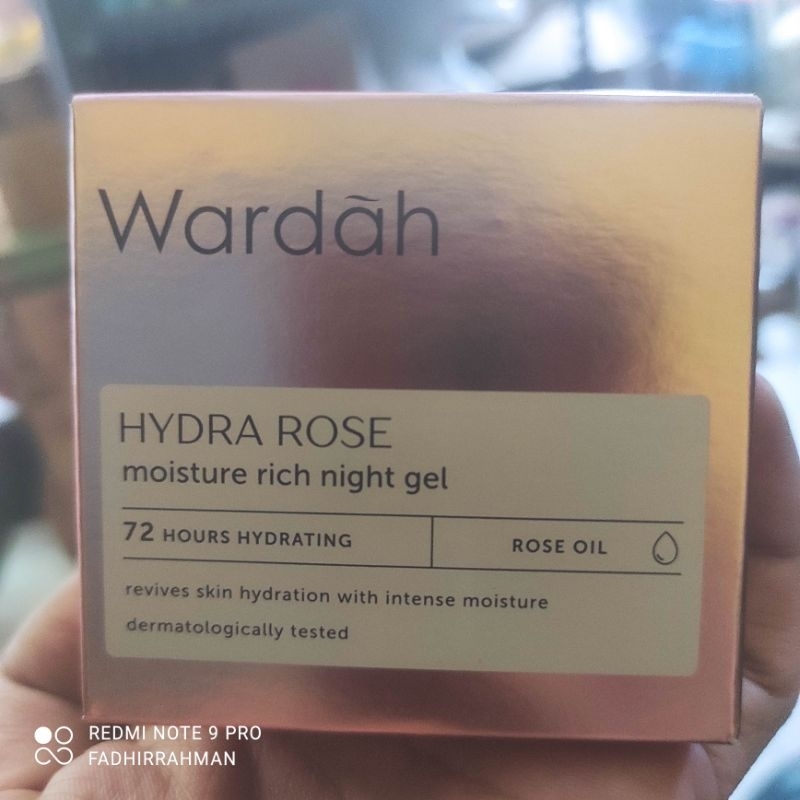 Wardãh
HYDRA ROSE
moisture rich night gel
72 HOURS HYDRATING
ROSE OIL
revives skin hydration with intense moisture
dermatologically tested
REDMI NOTE 9 PRO
FADHIRRAHMAN